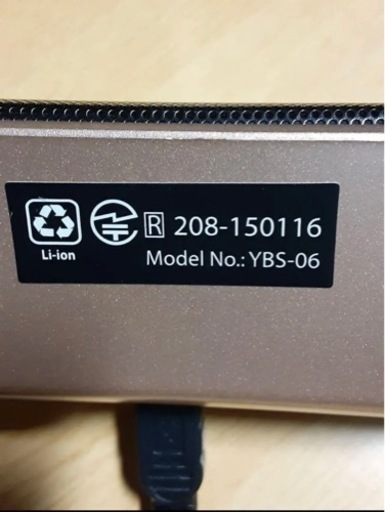 R 208-150116
Li-ion
Model No.: YBS-06